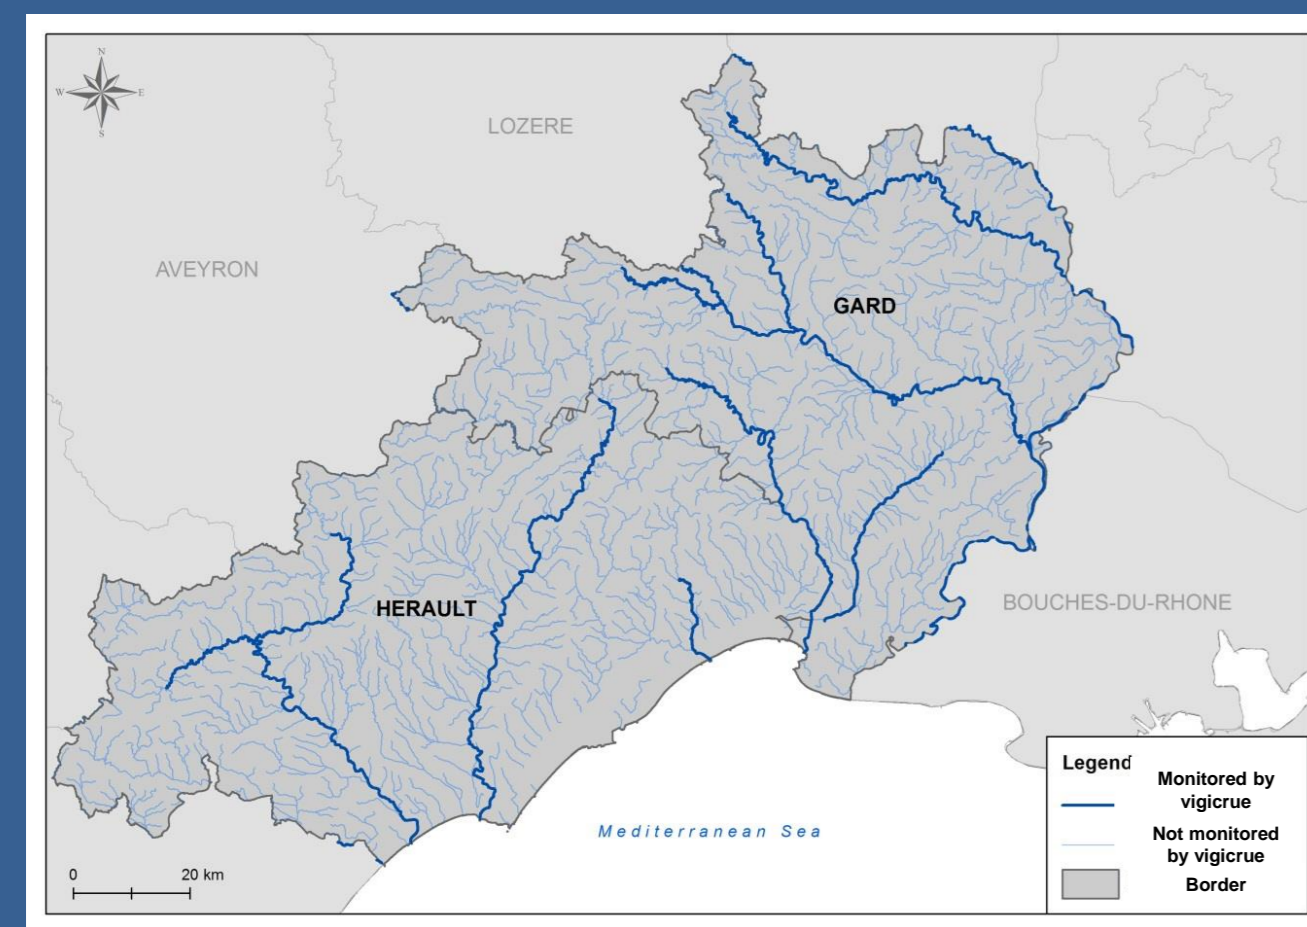 N
W E
S
LOZERE
AVEYRON
GARD
HERAULT
BOUCHES-DU-RHONE
Mediterranean Sea
0 20 km
Legend
Monitored by
vigicrue
Not monitored
by vigicrue
Border